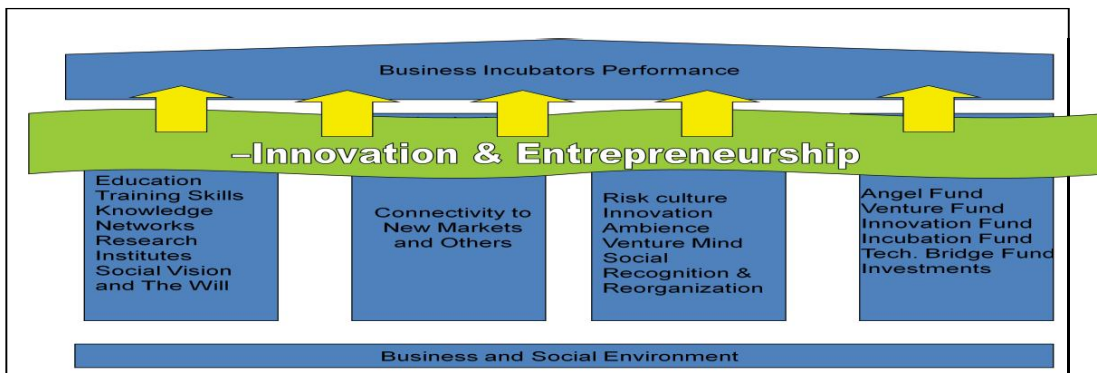 Business Incubators Performance
–Innovation & Entrepreneurship
Education
Training Skills
Knowledge
Networks
Research
Institutes
Social Vision
and The Will
Connectivity to
New Markets
and Others
Risk culture
Innovation
Ambience
Venture Mind
Social
Recognition &
Reorganization
Angel Fund
Venture Fund
Innovation Fund
Incubation Fund
Tech. Bridge Fund
Investments
Business and Social Environment